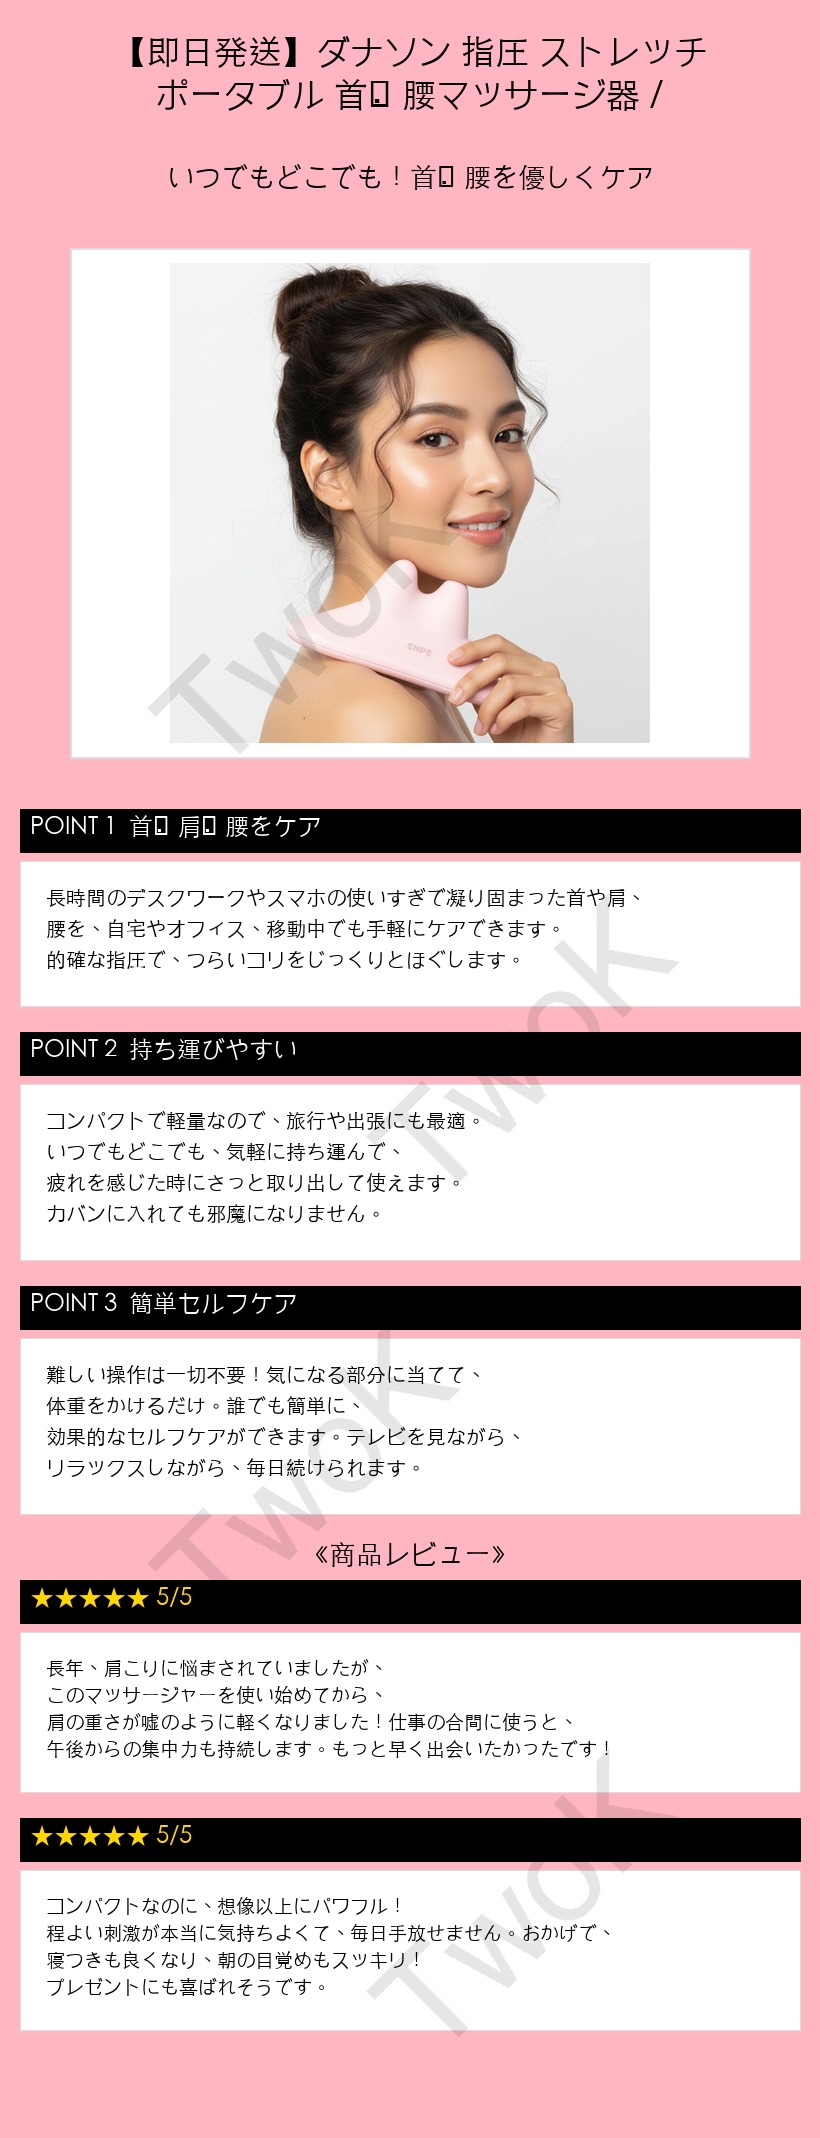 【即日発送】ダナソン 指圧 ストレッチ
ポータブル 首 腰マッサージ器 /
いつでもどこでも！首 腰を優しくケア
SNPE
TwoK
POINT 1 首 肩 腰をケア
長時間のデスクワークやスマホの使いすぎで凝り固まった首や肩、
腰を、自宅やオフィス、移動中でも手軽にケアできます。
的確な指圧で、つらいコリをじっくりとほぐします。
TwoK
POINT 2 持ち運びやすい
コンパクトで軽量なので、旅行や出張にも最適。
いつでもどこでも、気軽に持ち運んで、
疲れを感じた時にさっと取り出して使えます。
カバンに入れても邪魔になりません。
POINT 3 簡単セルフケア
難しい操作は一切不要！気になる部分に当てて、
体重をかけるだけ。誰でも簡単に、
効果的なセルフケアができます。テレビを見ながら、
リラックスしながら、毎日続けられます。
TwoK
《商品レビュー》
★★★★★ 5/5
長年、肩こりに悩まされていましたが、
このマッサージャーを使い始めてから、
肩の重さが嘘のように軽くなりました！仕事の合間に使うと、
午後からの集中力も持続します。もっと早く出会いたかったです！
★★★★★ 5/5
コンパクトなのに、想像以上にパワフル！
程よい刺激が本当に気持ちよくて、毎日手放せません。おかげで、
寝つきも良くなり、朝の目覚めもスッキリ！
プレゼントにも喜ばれそうです。
TwoK